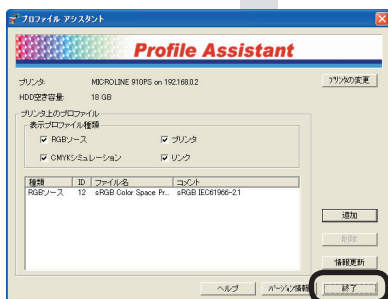 プロファイル アシスタント
Profile Assistant
プリンタ: MICROLINE 910PS on 192.168.0.2 プリンタの変更
HDD空き容量: 18 GB
プリンタ上のプロファイル
表示プロファイル種類
RGBソース プリンタ
CMYKシミュレーション リンク
種類 ID ファイル名 コメント
RGBソース 12 sRGB Color Space Pr... sRGB IEC61966-2.1
追加
削除
情報更新
ヘルプ バージョン情報 終了